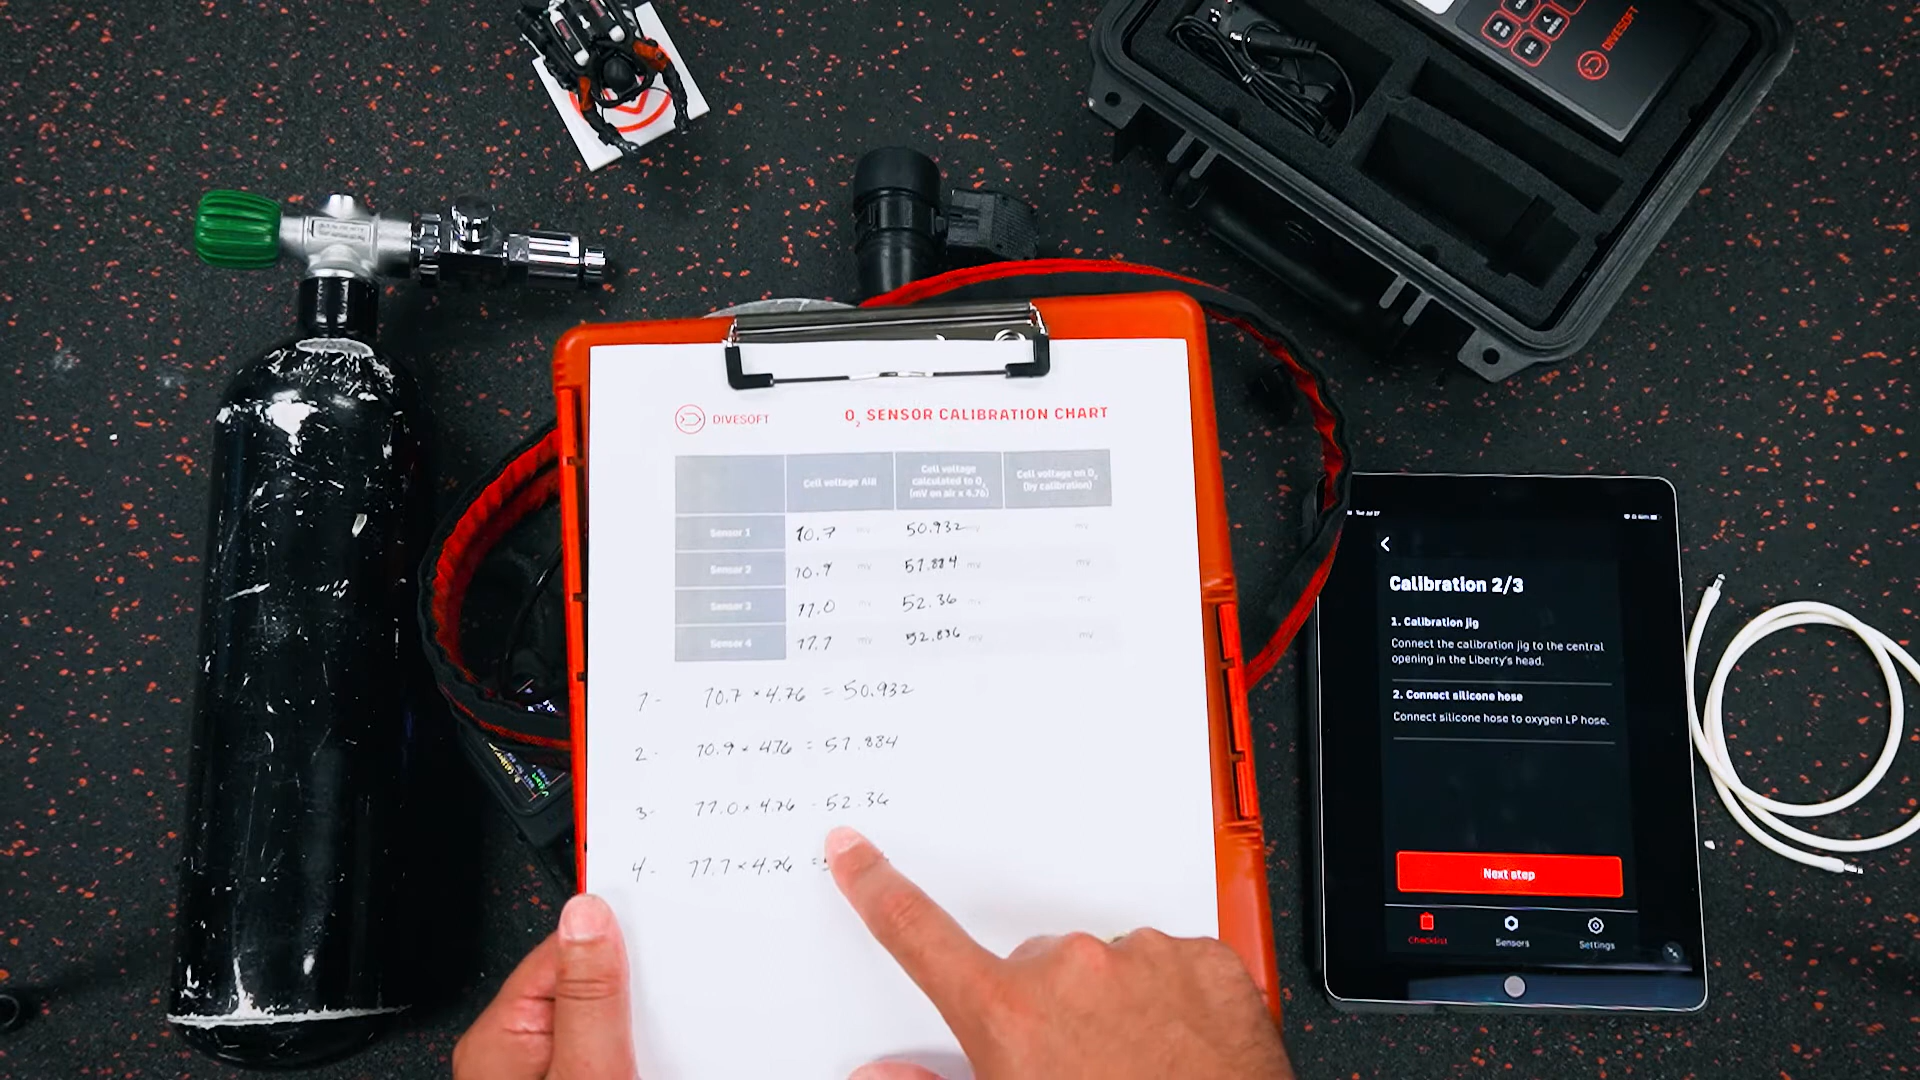 DIVESOFT
DIVESOFT
O₂ SENSOR CALIBRATION CHART
Cell voltage AIR
Cell voltage calculated to O₂ (mV on air x 4.76)
Cell voltage on O₂ (by calibration)
Sensor 1 10.7 mV 50.932 mV mV
Sensor 2 10.9 mV 51.884 mV mV
Sensor 3 11.0 mV 52.36 mV mV
Sensor 4 11.1 mV 52.836 mV mV
1- 10.7 × 4.76 = 50.932
2- 10.9 × 4.76 = 51.884
3- 11.0 × 4.76 - 52.36
4- 11.1 × 4.76 =
Calibration 2/3
1. Calibration jig
Connect the calibration jig to the central
opening in the Liberty's head.
2. Connect silicone hose
Connect silicone hose to oxygen LP hose.
Next step
Checklist Sensors Settings